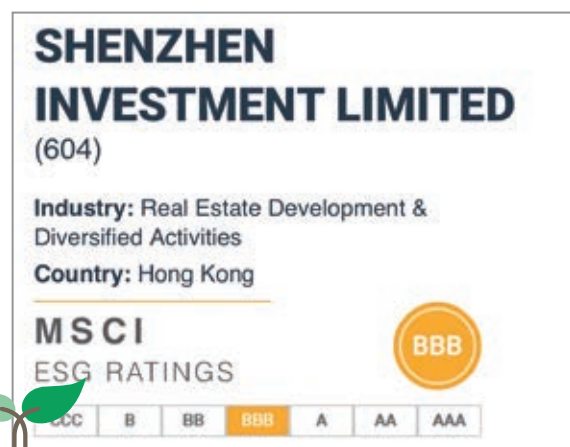 SHENZHEN
INVESTMENT LIMITED
(604)
Industry: Real Estate Development &
Diversified Activities
Country: Hong Kong
MSCI
BBB
ESG RATINGS
CCC B BB BBB A AA AAA